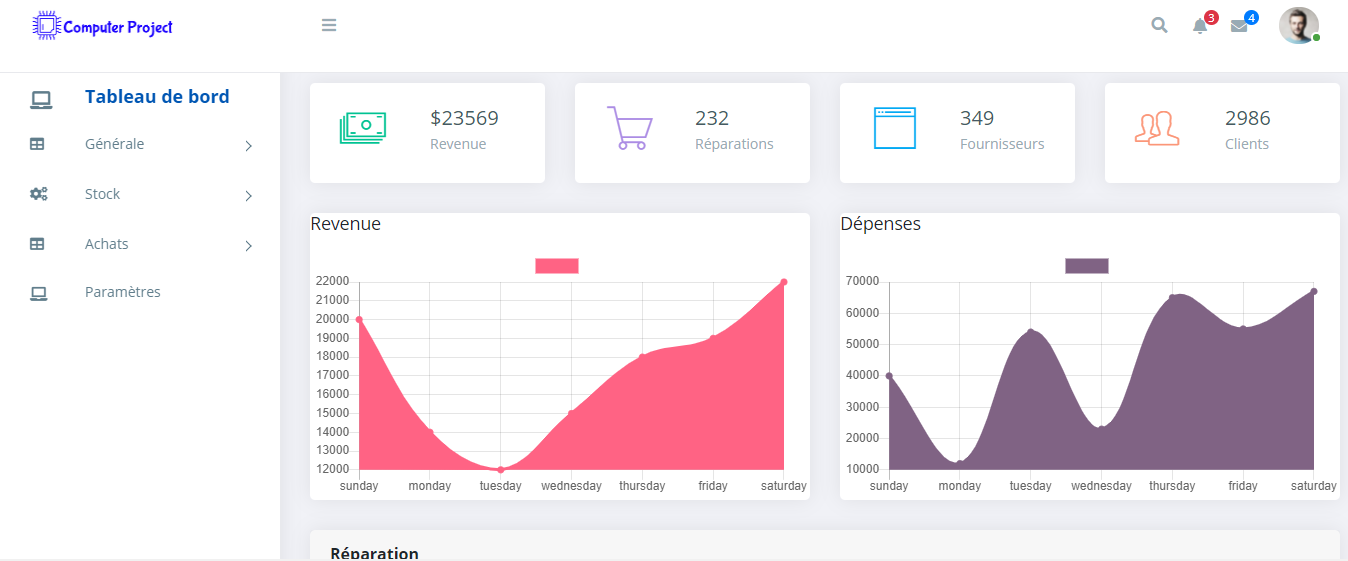 Computer Project
3
4
Tableau de bord
Générale
Stock
Achats
Paramètres
$23569
Revenue
232
Réparations
349
Fournisseurs
2986
Clients
Revenue
22000
21000
20000
19000
18000
17000
16000
15000
14000
13000
12000
sunday monday tuesday wednesday thursday friday saturday
Dépenses
70000
60000
50000
40000
30000
20000
10000
sunday monday tuesday wednesday thursday friday saturday
Réparation